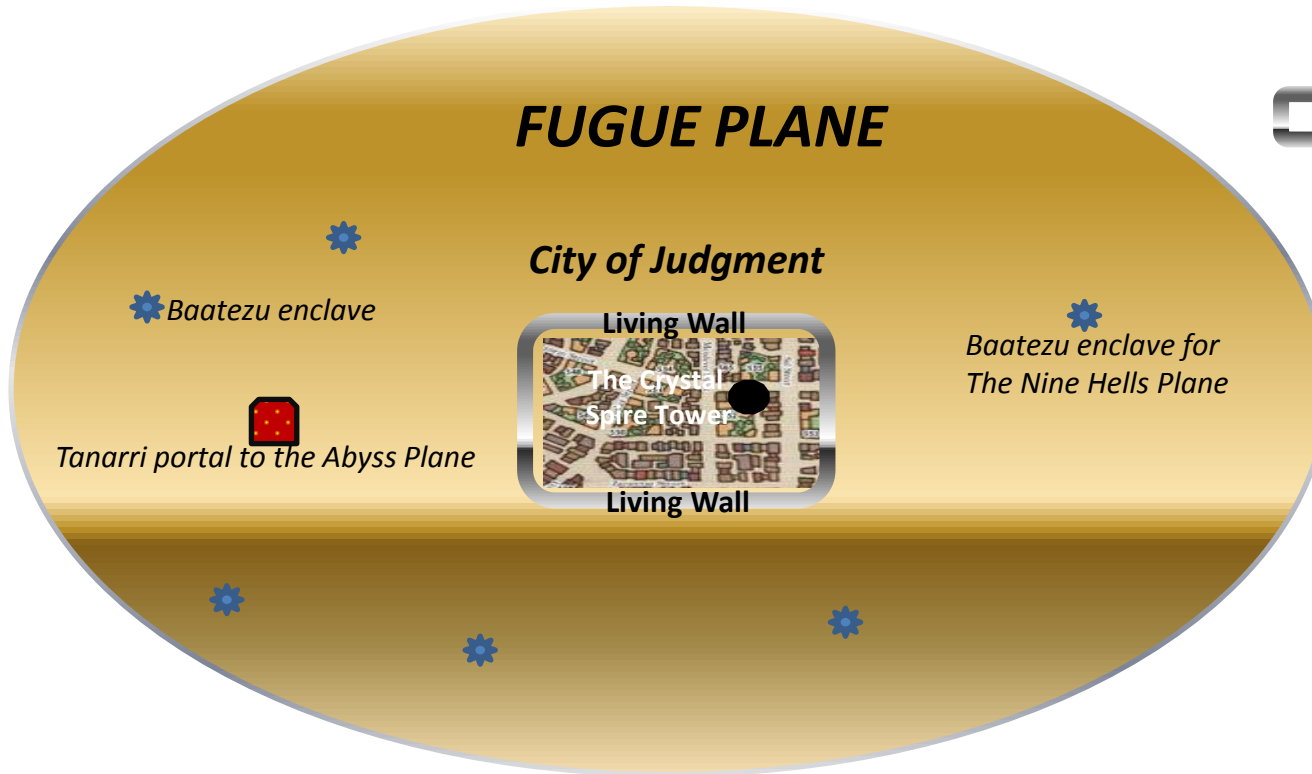 FUGUE PLANE
City of Judgment
Baatezu enclave
Living Wall
The Crystal
Spire Tower
Baatezu enclave for
The Nine Hells Plane
Tanarri portal to the Abyss Plane
Living Wall